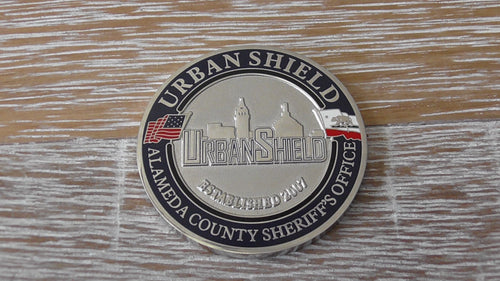 URBAN SHIELD
URBANSHIELD
ESTABLISHED 2007
ALAMEDA COUNTY SHERIFF'S OFFICE